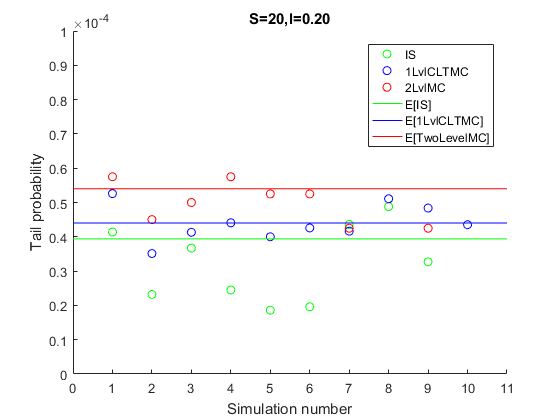 S=20,l=0.20
×10^-4
IS
1LvlCLTMC
2LvlMC
E[IS]
E[1LvlCLTMC]
E[TwoLevelMC]
Tail probability
1
0.9
0.8
0.7
0.6
0.5
0.4
0.3
0.2
0.1
0
0 1 2 3 4 5 6 7 8 9 10 11
Simulation number